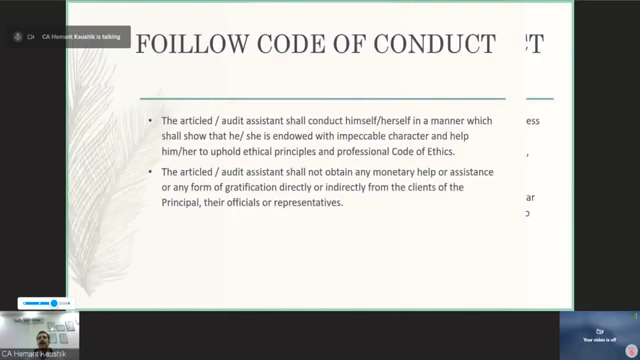 CA Hemant Kaushik is talking
FOILLOW CODE OF CONDUCT CT
• The articled / audit assistant shall conduct himself/herself in a manner which
shall show that he/ she is endowed with impeccable character and help
him/her to uphold ethical principles and professional Code of Ethics.
• The articled / audit assistant shall not obtain any monetary help or assistance
or any form of gratification directly or indirectly from the clients of the
Principal, their officials or representatives.
ess
,
ar
o
CA Hemant Kaushik
Your video is off